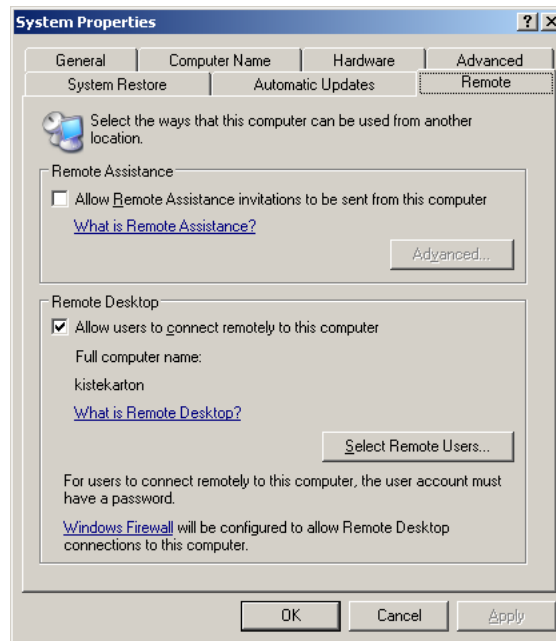 System Properties
General
Computer Name
Hardware
Advanced
System Restore
Automatic Updates
Remote
Select the ways that this computer can be used from another
location.
Remote Assistance
Allow Remote Assistance invitations to be sent from this computer
What is Remote Assistance?
Advanced...
Remote Desktop
Allow users to connect remotely to this computer
Full computer name:
kistekarton
What is Remote Desktop?
Select Remote Users...
For users to connect remotely to this computer, the user account must
have a password.
Windows Firewall will be configured to allow Remote Desktop
connections to this computer.
OK
Cancel
Apply